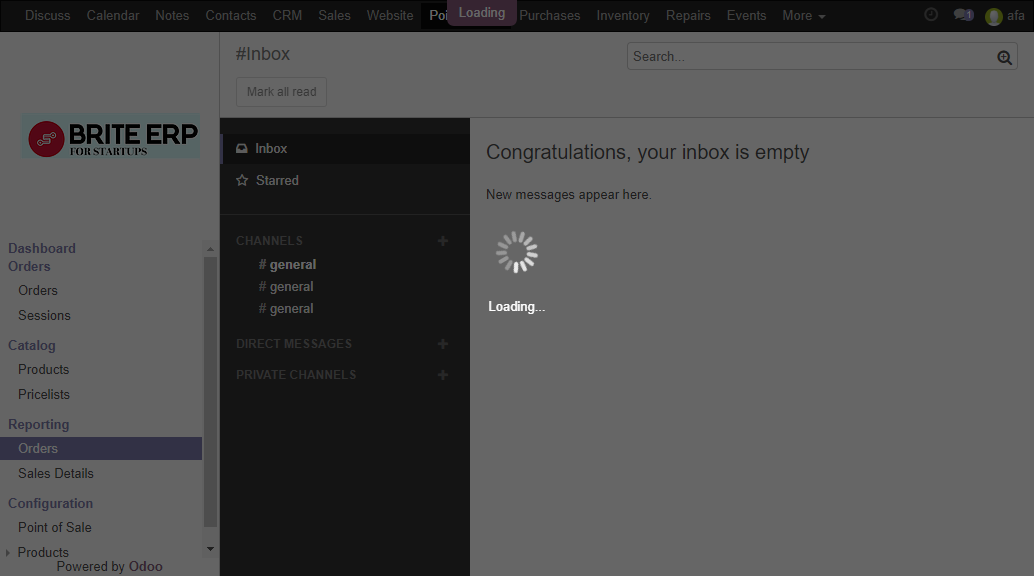 Discuss Calendar Notes Contacts CRM Sales Website Poi Loading Purchases Inventory Repairs Events More 1 afa
#Inbox
Search...
Mark all read
BRITE ERP
FOR STARTUPS
Inbox
Starred
CHANNELS
# general
# general
# general
DIRECT MESSAGES
PRIVATE CHANNELS
Congratulations, your inbox is empty
New messages appear here.
Loading...
Dashboard
Orders
Orders
Sessions
Catalog
Products
Pricelists
Reporting
Orders
Sales Details
Configuration
Point of Sale
Products
Powered by Odoo